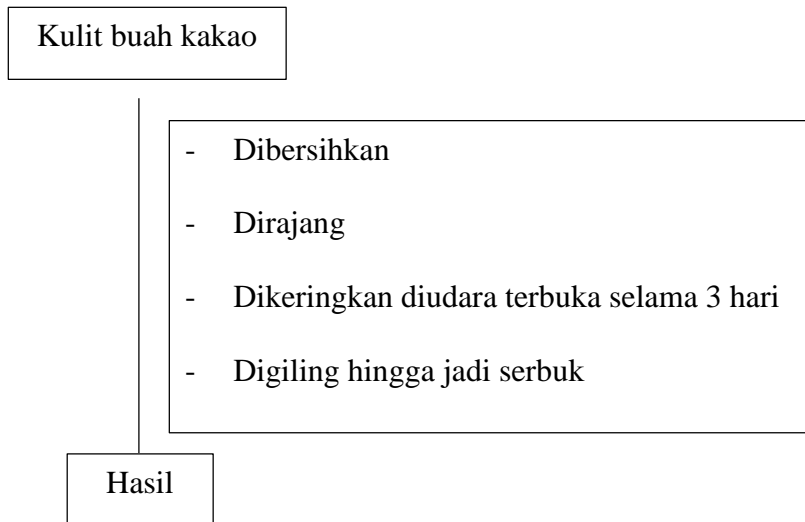 Kulit buah kakao
- Dibersihkan
- Dirajang
- Dikeringkan diudara terbuka selama 3 hari
- Digiling hingga jadi serbuk
Hasil